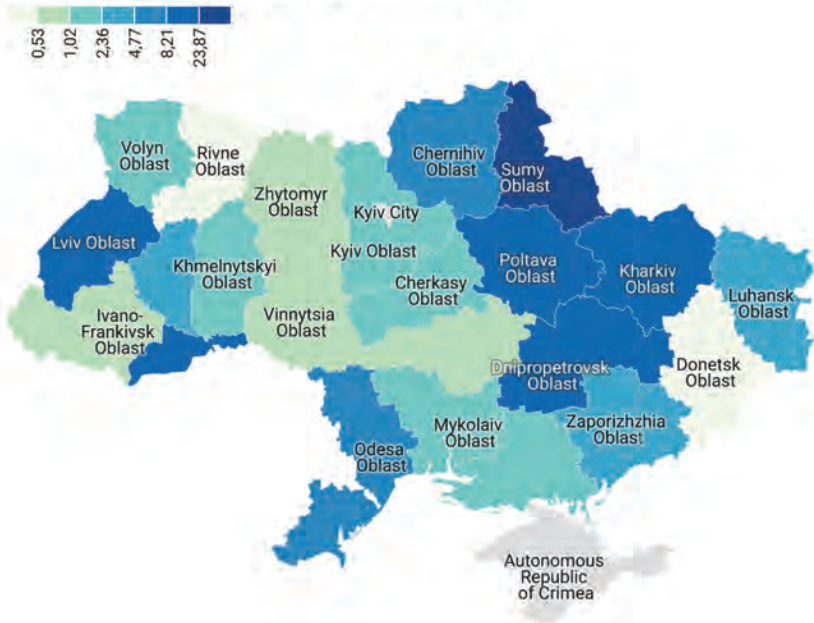 0,53
1,02
2,36
4,77
8,21
23,87
Volyn
Oblast
Rivne
Oblast
Chernihiv
Oblast
Sumy
Oblast
Zhytomyr
Oblast
Kyiv City
Lviv Oblast
Kyiv Oblast
Poltava
Oblast
Khmelnytskyi
Oblast
Cherkasy
Oblast
Kharkiv
Oblast
Luhansk
Oblast
Ivano-
Frankivsk
Oblast
Vinnytsia
Oblast
Dnipropetrovsk
Oblast
Donetsk
Oblast
Mykolaiv
Oblast
Zaporizhzhia
Oblast
Odesa
Oblast
Autonomous
Republic
of Crimea